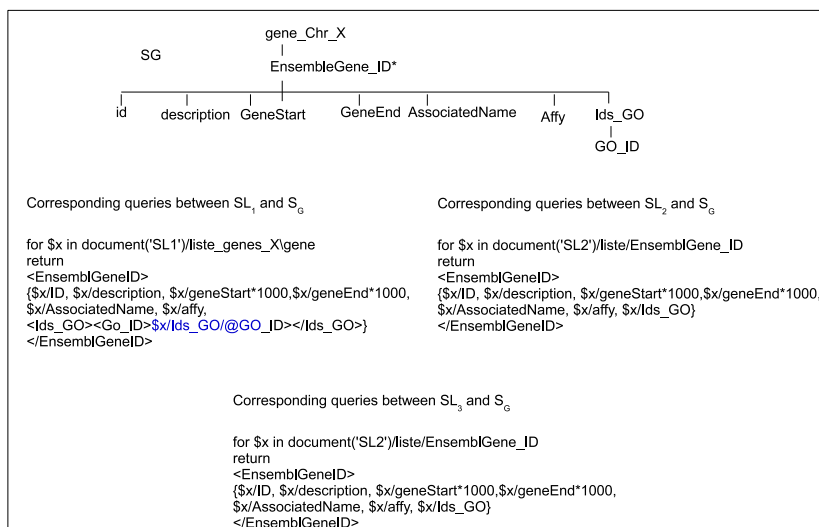 gene_Chr_X
SG
EnsembleGene_ID*
id description GeneStart GeneEnd AssociatedName Affy Ids_GO
GO_ID
Corresponding queries between SL1 and SG
for $x in document('SL1')/liste_genes_X\gene
return
<EnsemblGeneID>
{$x/ID, $x/description, $x/geneStart*1000,$x/geneEnd*1000,
$x/AssociatedName, $x/affy,
<Ids_GO><Go_ID>$x/Ids_GO/@GO_ID></Ids_GO>}
</EnsemblGeneID>
Corresponding queries between SL2 and SG
for $x in document('SL2')/liste/EnsemblGene_ID
return
<EnsemblGeneID>
{$x/ID, $x/description, $x/geneStart*1000,$x/geneEnd*1000,
$x/AssociatedName, $x/affy, $x/Ids_GO}
</EnsemblGeneID>
Corresponding queries between SL3 and SG
for $x in document('SL2')/liste/EnsemblGene_ID
return
<EnsemblGeneID>
{$x/ID, $x/description, $x/geneStart*1000,$x/geneEnd*1000,
$x/AssociatedName, $x/affy, $x/Ids_GO}
</EnsemblGeneID>